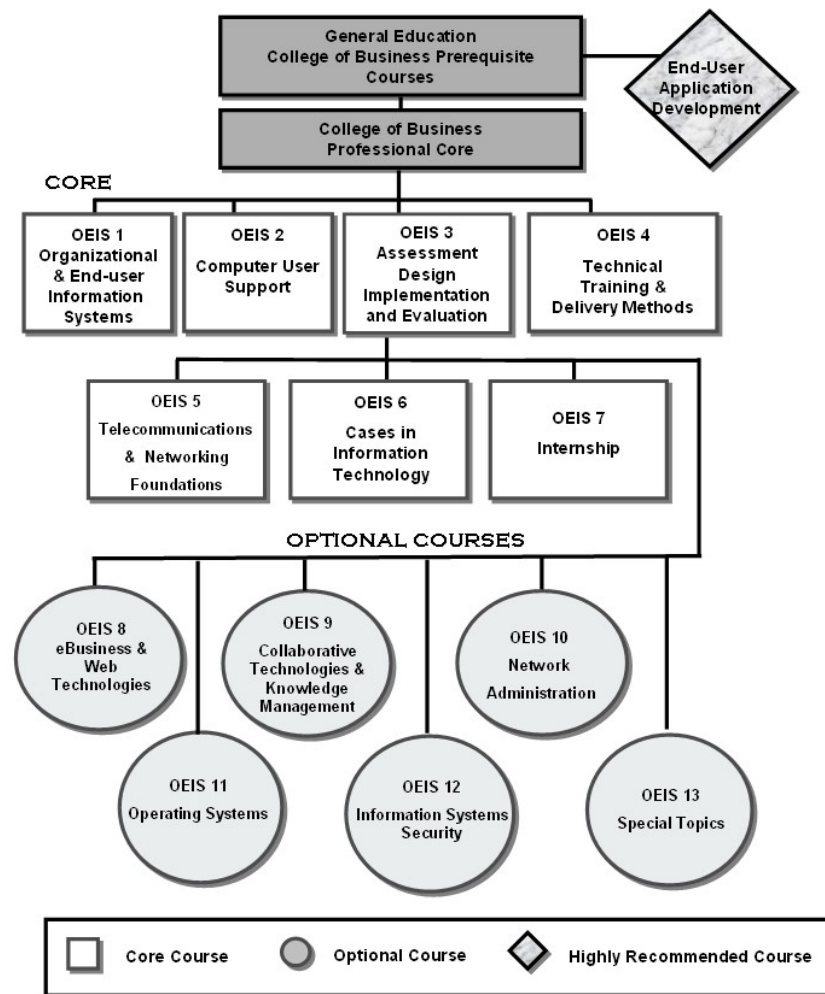 General Education
College of Business Prerequisite
Courses
End-User
Application
Development
College of Business
Professional Core
CORE
OEIS 1
Organizational
& End-user
Information
Systems
OEIS 2
Computer User
Support
OEIS 3
Assessment
Design
Implementation
and Evaluation
OEIS 4
Technical
Training &
Delivery Methods
OEIS 5
Telecommunications
& Networking
Foundations
OEIS 6
Cases in
Information
Technology
OEIS 7
Internship
OPTIONAL COURSES
OEIS 8
eBusiness &
Web
Technologies
OEIS 9
Collaborative
Technologies &
Knowledge
Management
OEIS 10
Network
Administration
OEIS 11
Operating Systems
OEIS 12
Information Systems
Security
OEIS 13
Special Topics
Core Course
Optional Course
Highly Recommended Course